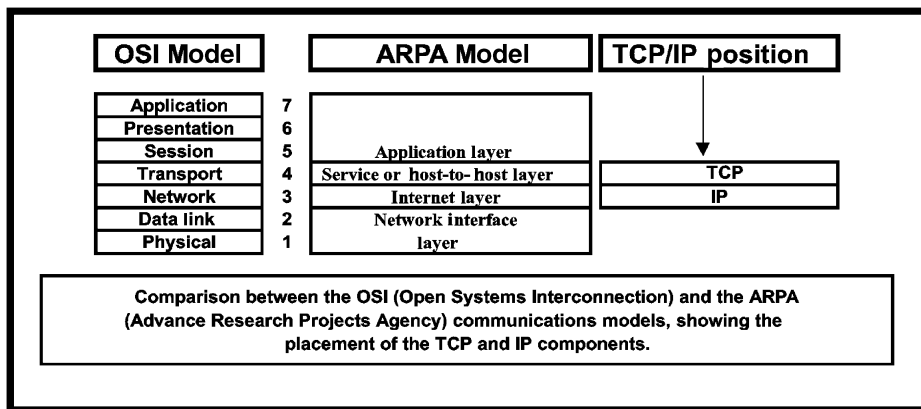 OSI Model ARPA Model TCP/IP position
Application 7
Presentation 6
Session 5 Application layer
Transport 4 Service or host-to-host layer TCP
Network 3 Internet layer IP
Data link 2 Network interface
Physical 1 layer
Comparison between the OSI (Open Systems Interconnection) and the ARPA
(Advance Research Projects Agency) communications models, showing the
placement of the TCP and IP components.